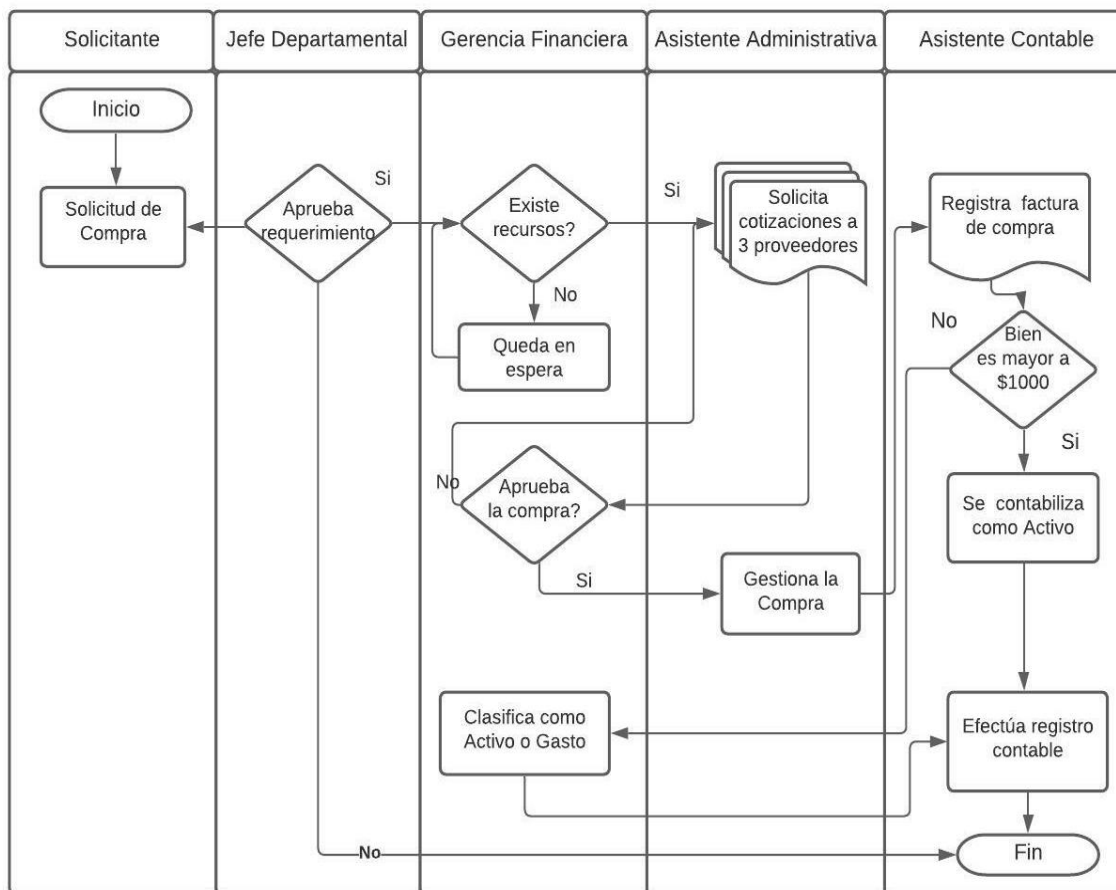 Solicitante
Jefe Departamental
Gerencia Financiera
Asistente Administrativa
Asistente Contable
Inicio
Solicitud de
Compra
Aprueba
requerimiento
Si
Existe
recursos?
Si
No
Queda en
espera
Solicita
cotizaciones a
3 proveedores
Registra factura
de compra
No
Bien
es mayor a
$1000
Si
Se contabiliza
como Activo
No
Aprueba
la compra?
Si
Gestiona la
Compra
Clasifica como
Activo o Gasto
Efectúa registro
contable
No
Fin